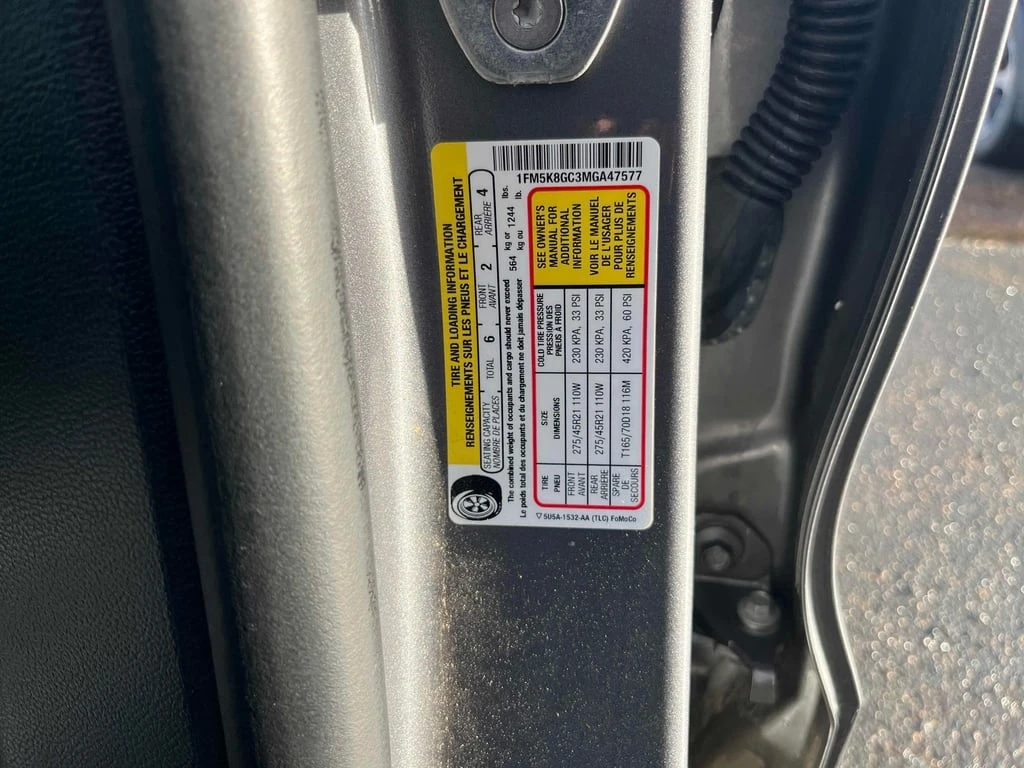 1FM5K8GC3MGA47577
TIRE AND LOADING INFORMATION
RENSEIGNEMENTS SUR LES PNEUS ET LE CHARGEMENT
SEATING CAPACITY TOTAL 6 FRONT 2 REAR 4
NOMBRE DE PLACES AVANT ARRIÈRE
The combined weight of occupants and cargo should never exceed 564 kg or 1244 lbs.
Le poids total des occupants et du chargement ne doit jamais dépasser kg ou lb.
TIRE SIZE COLD TIRE PRESSURE
PNEU DIMENSIONS PRESSION DES
PNEUS À FROID
FRONT 275/45R21 110W 230 KPA, 33 PSI
AVANT
REAR 275/45R21 110W 230 KPA, 33 PSI
ARRIERE
SPARE T165/70D18 116M 420 KPA, 60 PSI
DE
SECOURS
SEE OWNER'S
MANUAL FOR
ADDITIONAL
INFORMATION
VOIR LE MANUEL
DE L'USAGER
POUR PLUS DE
RENSEIGNEMENTS
▽ 5U5A-1532-AA (TLC) FoMoCo